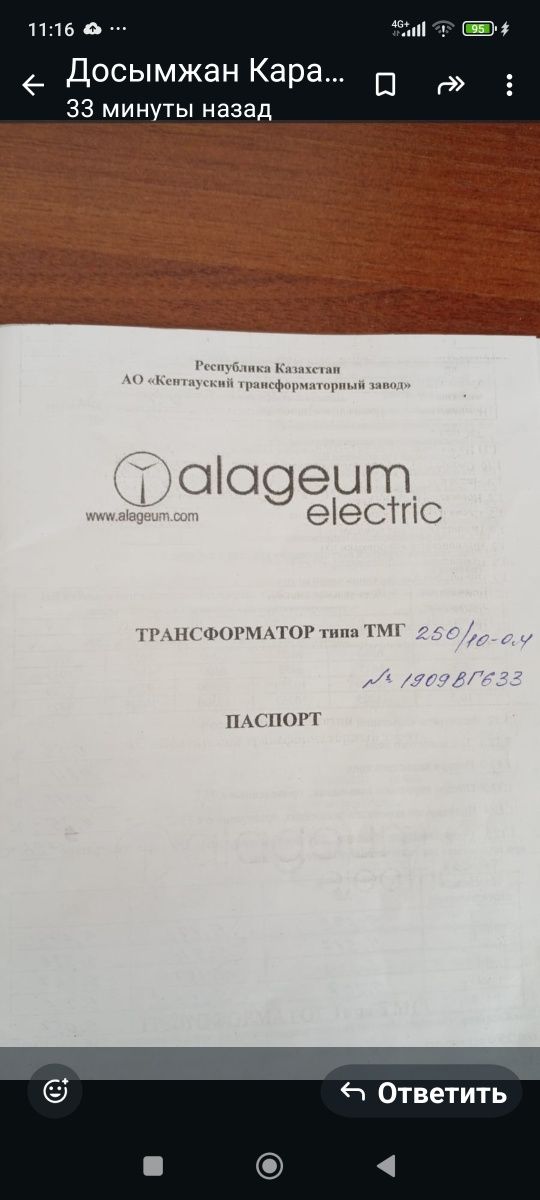 11:16
4G+
95
Досымжан Кара...
33 минуты назад
Республика Казахстан
АО «Кентауский трансформаторный завод»
alageum
electric
www.alageum.com
ТРАНСФОРМАТОР типа ТМГ 250/10-0.4
№ 1909ВГ633
ПАСПОРТ
Ответить